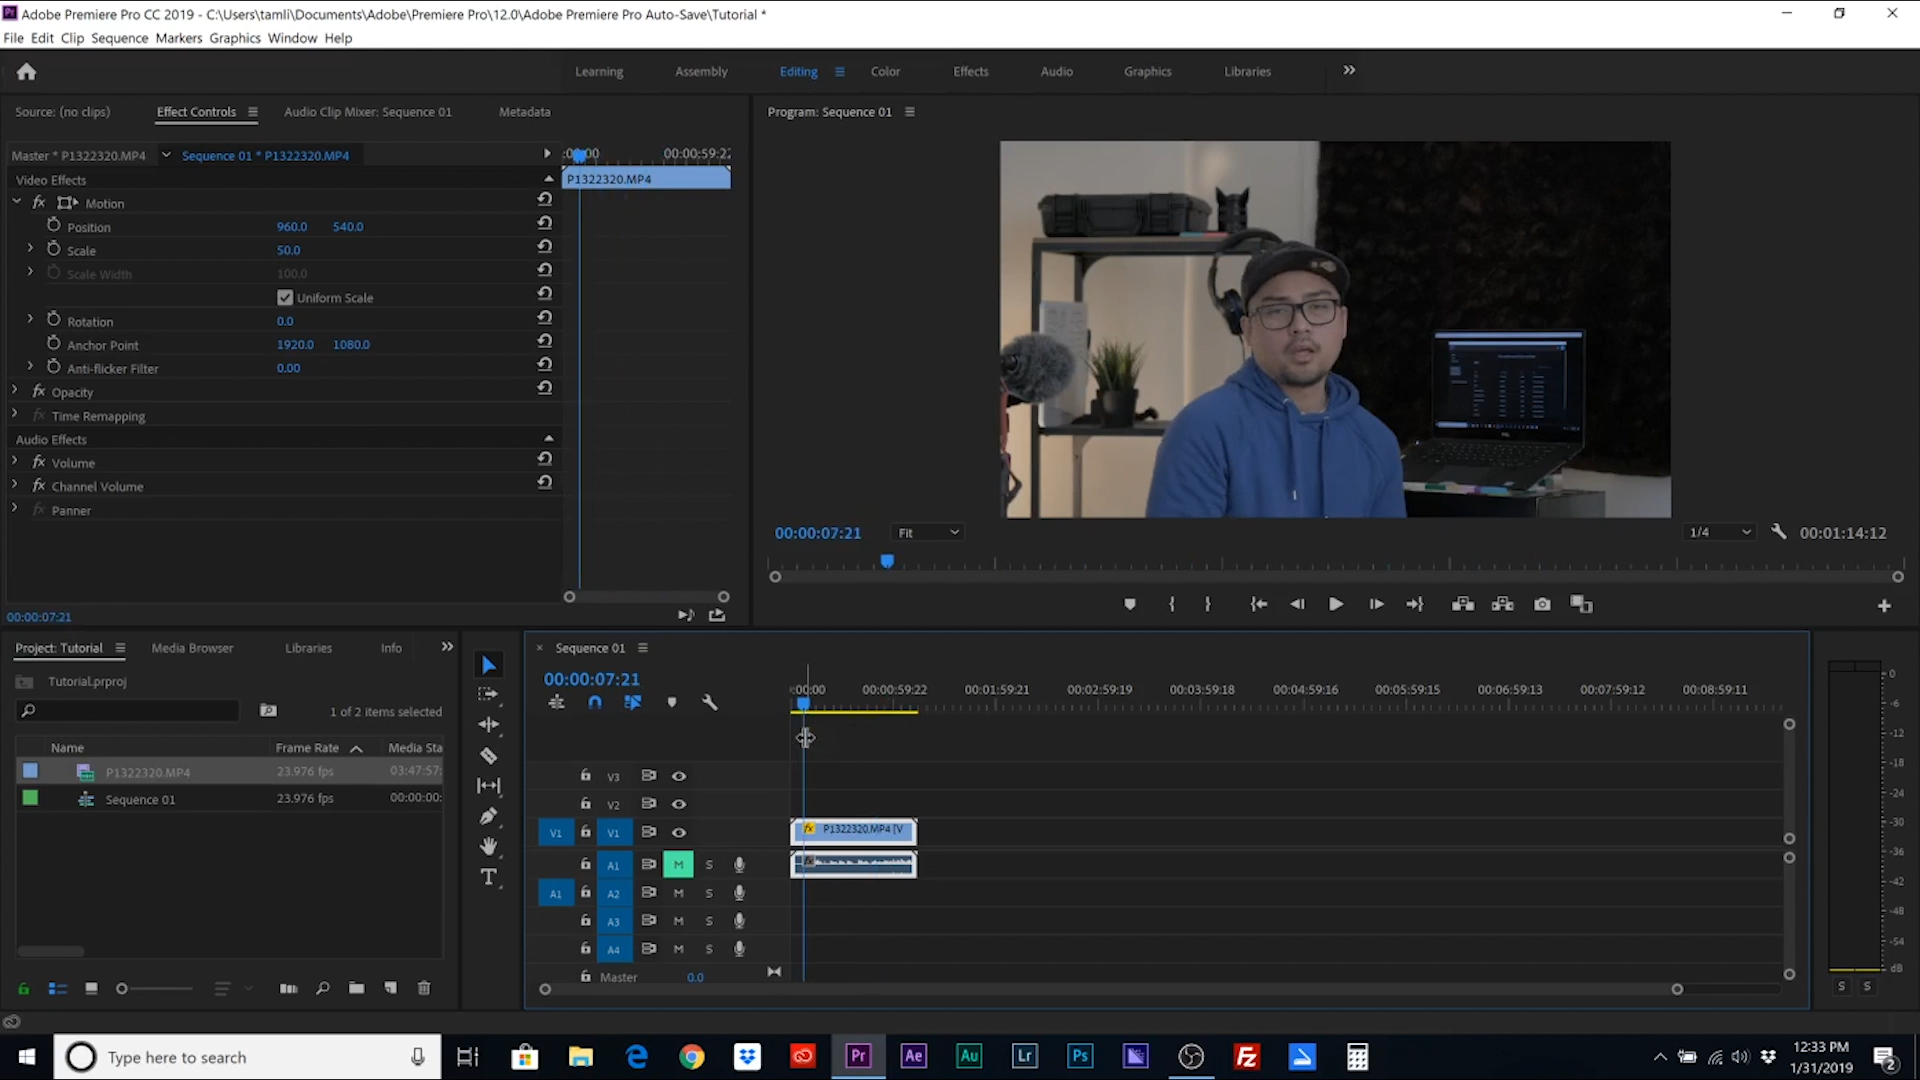 Adobe Premiere Pro CC 2019 - C:\Users\tamli\Documents\Adobe\Premiere Pro\12.0\Adobe Premiere Pro Auto-Save\Tutorial *
File Edit Clip Sequence Markers Graphics Window Help
Learning Assembly Editing Color Effects Audio Graphics Libraries
Source: (no clips) Effect Controls Audio Clip Mixer: Sequence 01 Metadata
Program: Sequence 01
Master * P1322320.MP4 Sequence 01 * P1322320.MP4 :00:00 00:00:59:22
Video Effects P1322320.MP4
fx Motion
Position 960.0 540.0
Scale 50.0
Scale Width 100.0
Uniform Scale
Rotation 0.0
Anchor Point 1920.0 1080.0
Anti-flicker Filter 0.00
fx Opacity
fx Time Remapping
Audio Effects
fx Volume
fx Channel Volume
fx Panner
00:00:07:21
00:00:07:21 Fit 1/4 00:01:14:12
Project: Tutorial Media Browser Libraries Info
Tutorial.prproj
1 of 2 items selected
Name Frame Rate Media Sta
P1322320.MP4 23.976 fps 03:47:57:
Sequence 01 23.976 fps 00:00:00:
T
Sequence 01
00:00:07:21
:00:00 00:00:59:22 00:01:59:21 00:02:59:19 00:03:59:18 00:04:59:16 00:05:59:15 00:06:59:13 00:07:59:12 00:08:59:11
V3
V2
V1 V1 fx P1322320.MP4 [V
A1 M S fx
A1 A2 M S
A3 M S
A4 M S
Master 0.0
0
-6
-12
-18
-24
-30
-36
-42
-48
-54
dB
S S
Type here to search
Pr Ae Au Lr Ps Fz
12:33 PM
1/31/2019
2